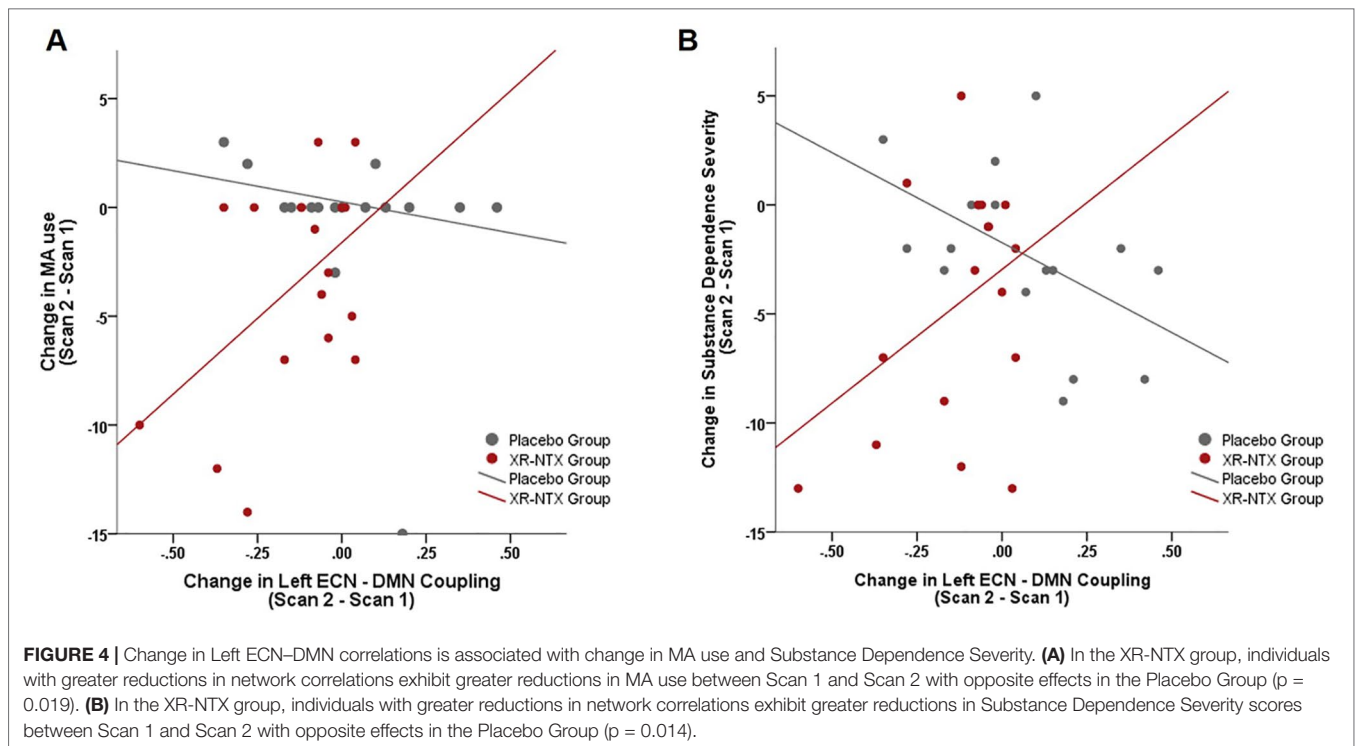 A
Change in MA use
(Scan 2 - Scan 1)
5
0
-5
-10
-15
-.50
-.25
.00
.25
.50
Change in Left ECN - DMN Coupling
(Scan 2 - Scan 1)
Placebo Group
XR-NTX Group
Placebo Group
XR-NTX Group
B
Change in Substance Dependence Severity
(Scan 2 - Scan 1)
5
0
-5
-10
-15
-.50
-.25
.00
.25
.50
Change in Left ECN - DMN Coupling
(Scan 2 - Scan 1)
Placebo Group
XR-NTX Group
Placebo Group
XR-NTX Group
FIGURE 4 | Change in Left ECN–DMN correlations is associated with change in MA use and Substance Dependence Severity. (A) In the XR-NTX group, individuals
with greater reductions in network correlations exhibit greater reductions in MA use between Scan 1 and Scan 2 with opposite effects in the Placebo Group (p =
0.019). (B) In the XR-NTX group, individuals with greater reductions in network correlations exhibit greater reductions in Substance Dependence Severity scores
between Scan 1 and Scan 2 with opposite effects in the Placebo Group (p = 0.014).